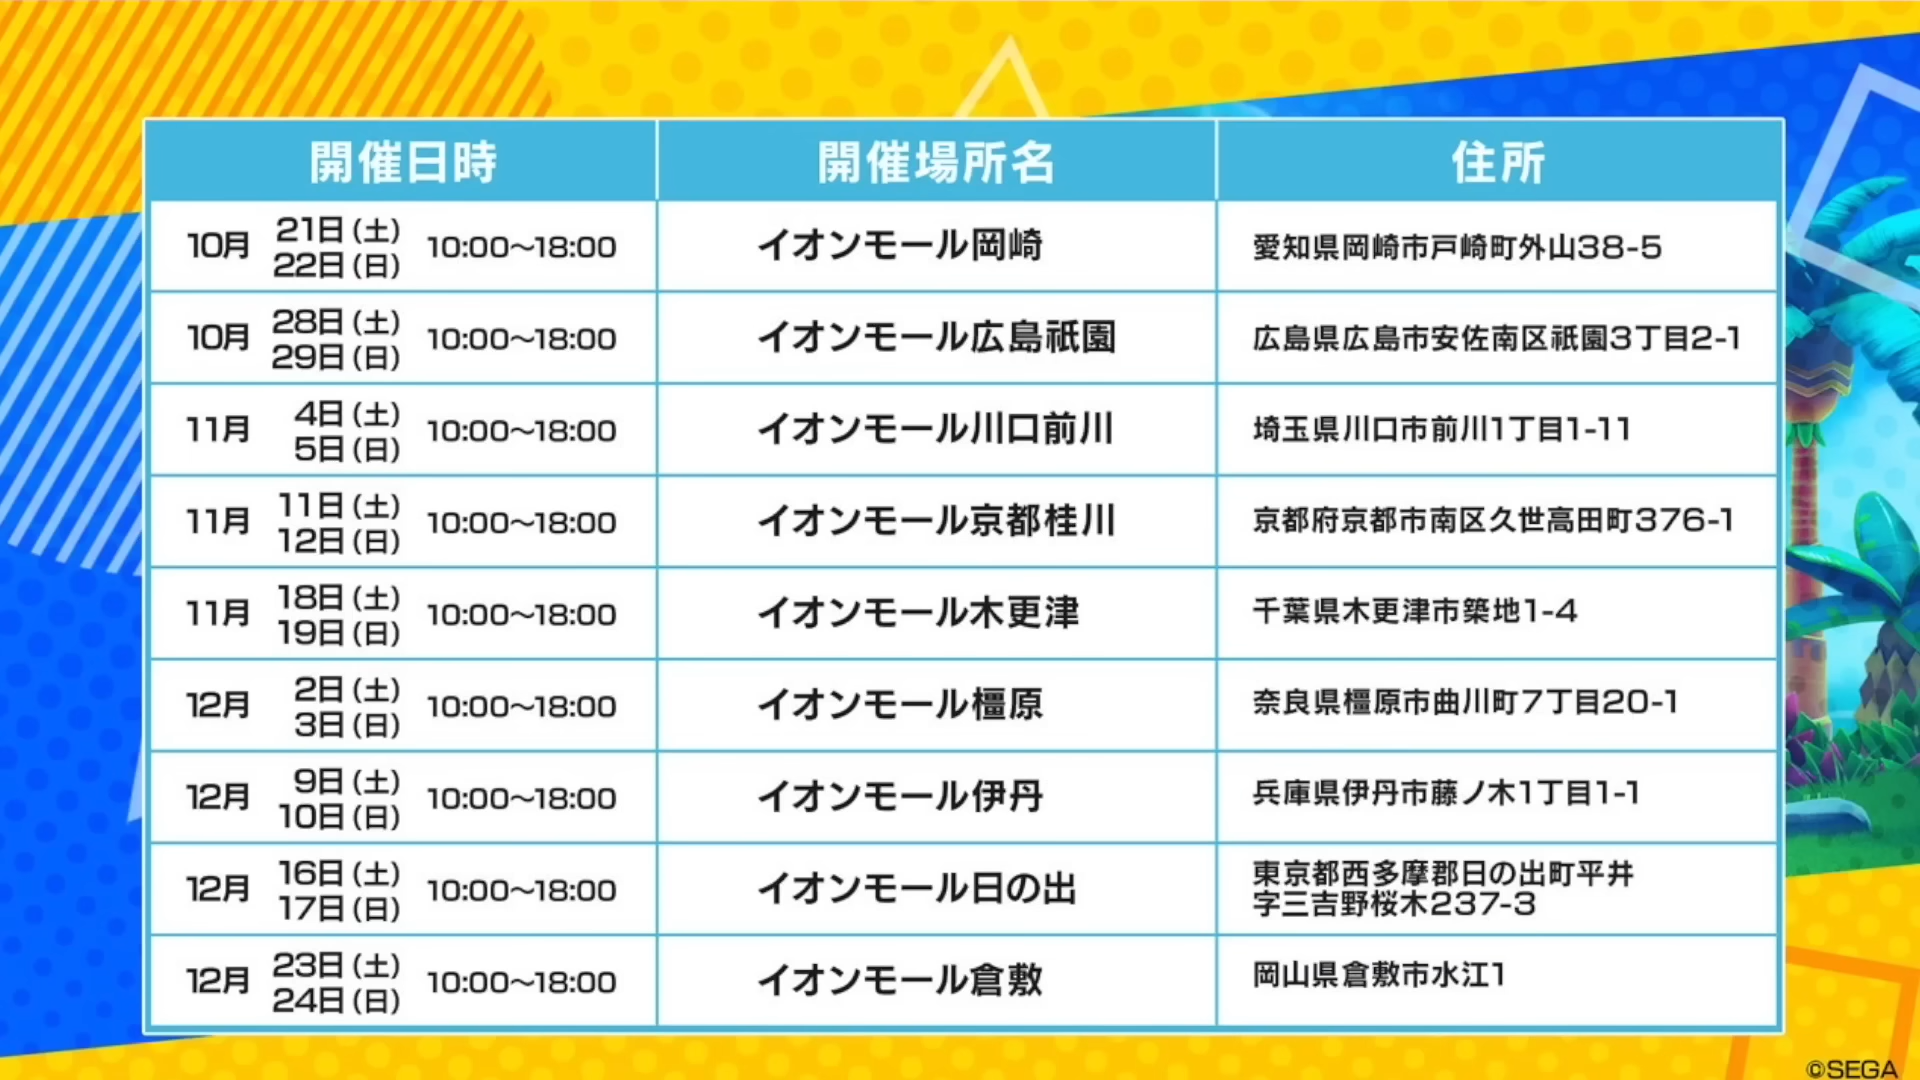 開催日時 開催場所名 住所
10月 21日(土) 22日(日) 10:00～18:00 イオンモール岡崎 愛知県岡崎市戸崎町外山38-5
10月 28日(土) 29日(日) 10:00～18:00 イオンモール広島祇園 広島県広島市安佐南区祇園3丁目2-1
11月 4日(土) 5日(日) 10:00～18:00 イオンモール川口前川 埼玉県川口市前川1丁目1-11
11月 11日(土) 12日(日) 10:00～18:00 イオンモール京都桂川 京都府京都市南区久世高田町376-1
11月 18日(土) 19日(日) 10:00～18:00 イオンモール木更津 千葉県木更津市築地1-4
12月 2日(土) 3日(日) 10:00～18:00 イオンモール橿原 奈良県橿原市曲川町7丁目20-1
12月 9日(土) 10日(日) 10:00～18:00 イオンモール伊丹 兵庫県伊丹市藤ノ木1丁目1-1
12月 16日(土) 17日(日) 10:00～18:00 イオンモール日の出 東京都西多摩郡日の出町平井
字三吉野桜木237-3
12月 23日(土) 24日(日) 10:00～18:00 イオンモール倉敷 岡山県倉敷市水江1
©SEGA